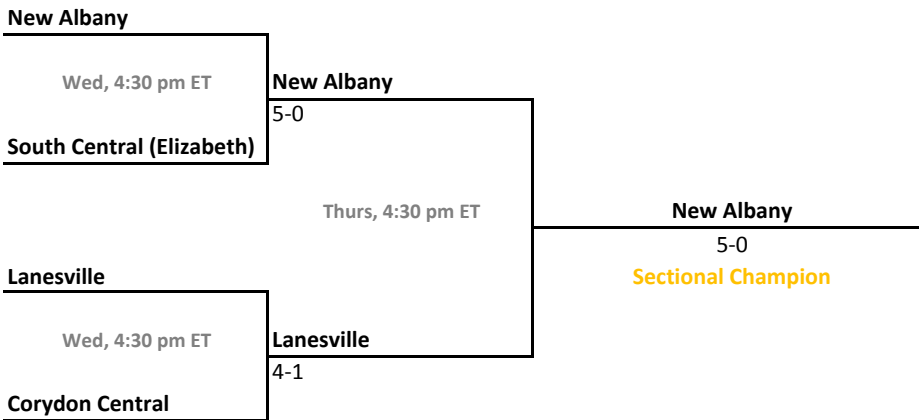 New Albany
Wed, 4:30 pm ET
New Albany
5-0
South Central (Elizabeth)
Thurs, 4:30 pm ET
New Albany
5-0
Sectional Champion
Lanesville
Wed, 4:30 pm ET
Lanesville
4-1
Corydon Central